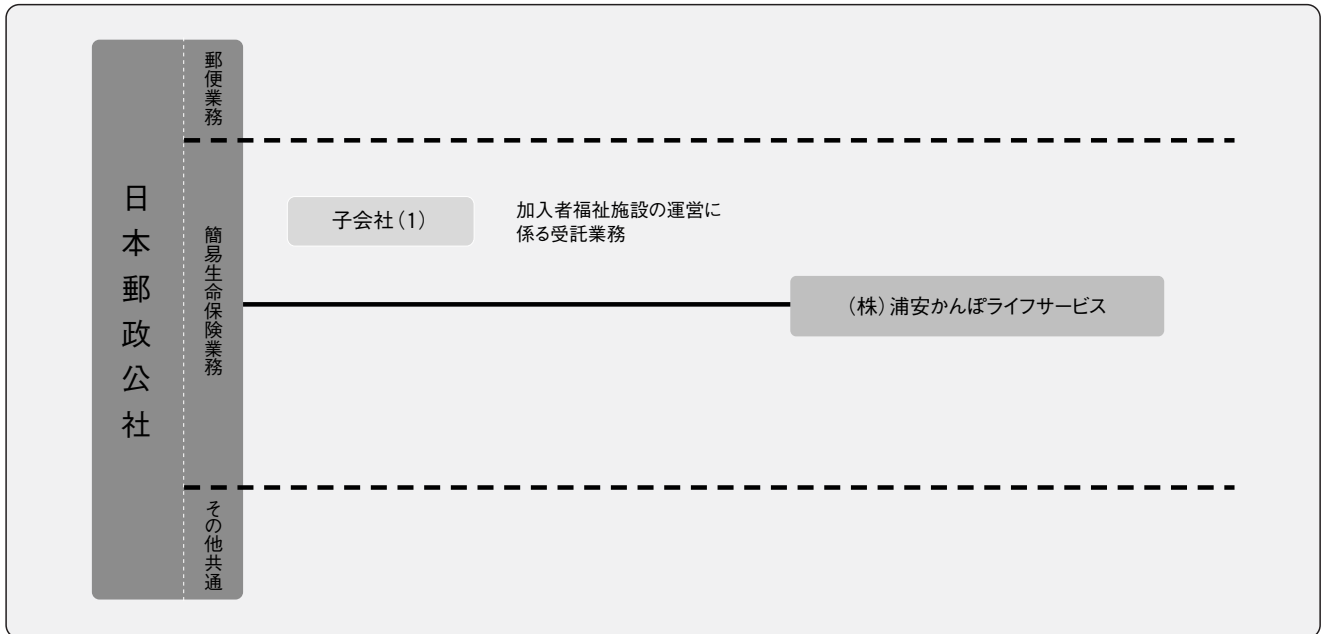 日本郵政公社
郵便業務
子会社(1)
加入者福祉施設の運営に
係る受託業務
簡易生命保険業務
(株)浦安かんぽライフサービス
その他共通